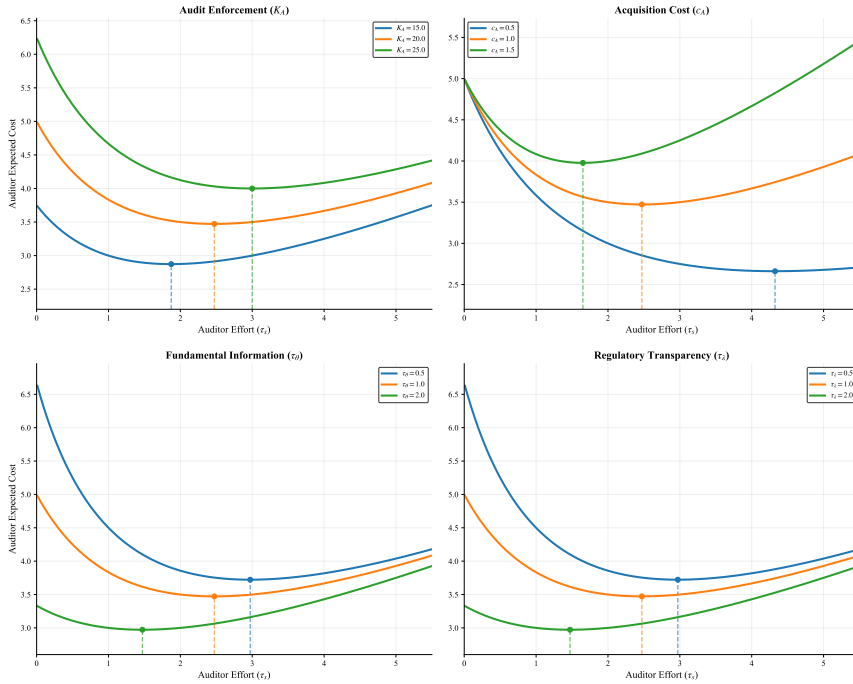 Audit Enforcement (K_A)
K_A = 15.0
K_A = 20.0
K_A = 25.0
Auditor Expected Cost
6.5
6.0
5.5
5.0
4.5
4.0
3.5
3.0
2.5
0 1 2 3 4 5
Auditor Effort (τ_s)
Acquisition Cost (c_A)
c_A = 0.5
c_A = 1.0
c_A = 1.5
5.5
5.0
4.5
4.0
3.5
3.0
2.5
0 1 2 3 4 5
Auditor Effort (τ_s)
Fundamental Information (τ_θ)
τ_θ = 0.5
τ_θ = 1.0
τ_θ = 2.0
Auditor Expected Cost
6.5
6.0
5.5
5.0
4.5
4.0
3.5
3.0
0 1 2 3 4 5
Auditor Effort (τ_s)
Regulatory Transparency (τ_λ)
τ_λ = 0.5
τ_λ = 1.0
τ_λ = 2.0
6.5
6.0
5.5
5.0
4.5
4.0
3.5
3.0
0 1 2 3 4 5
Auditor Effort (τ_s)